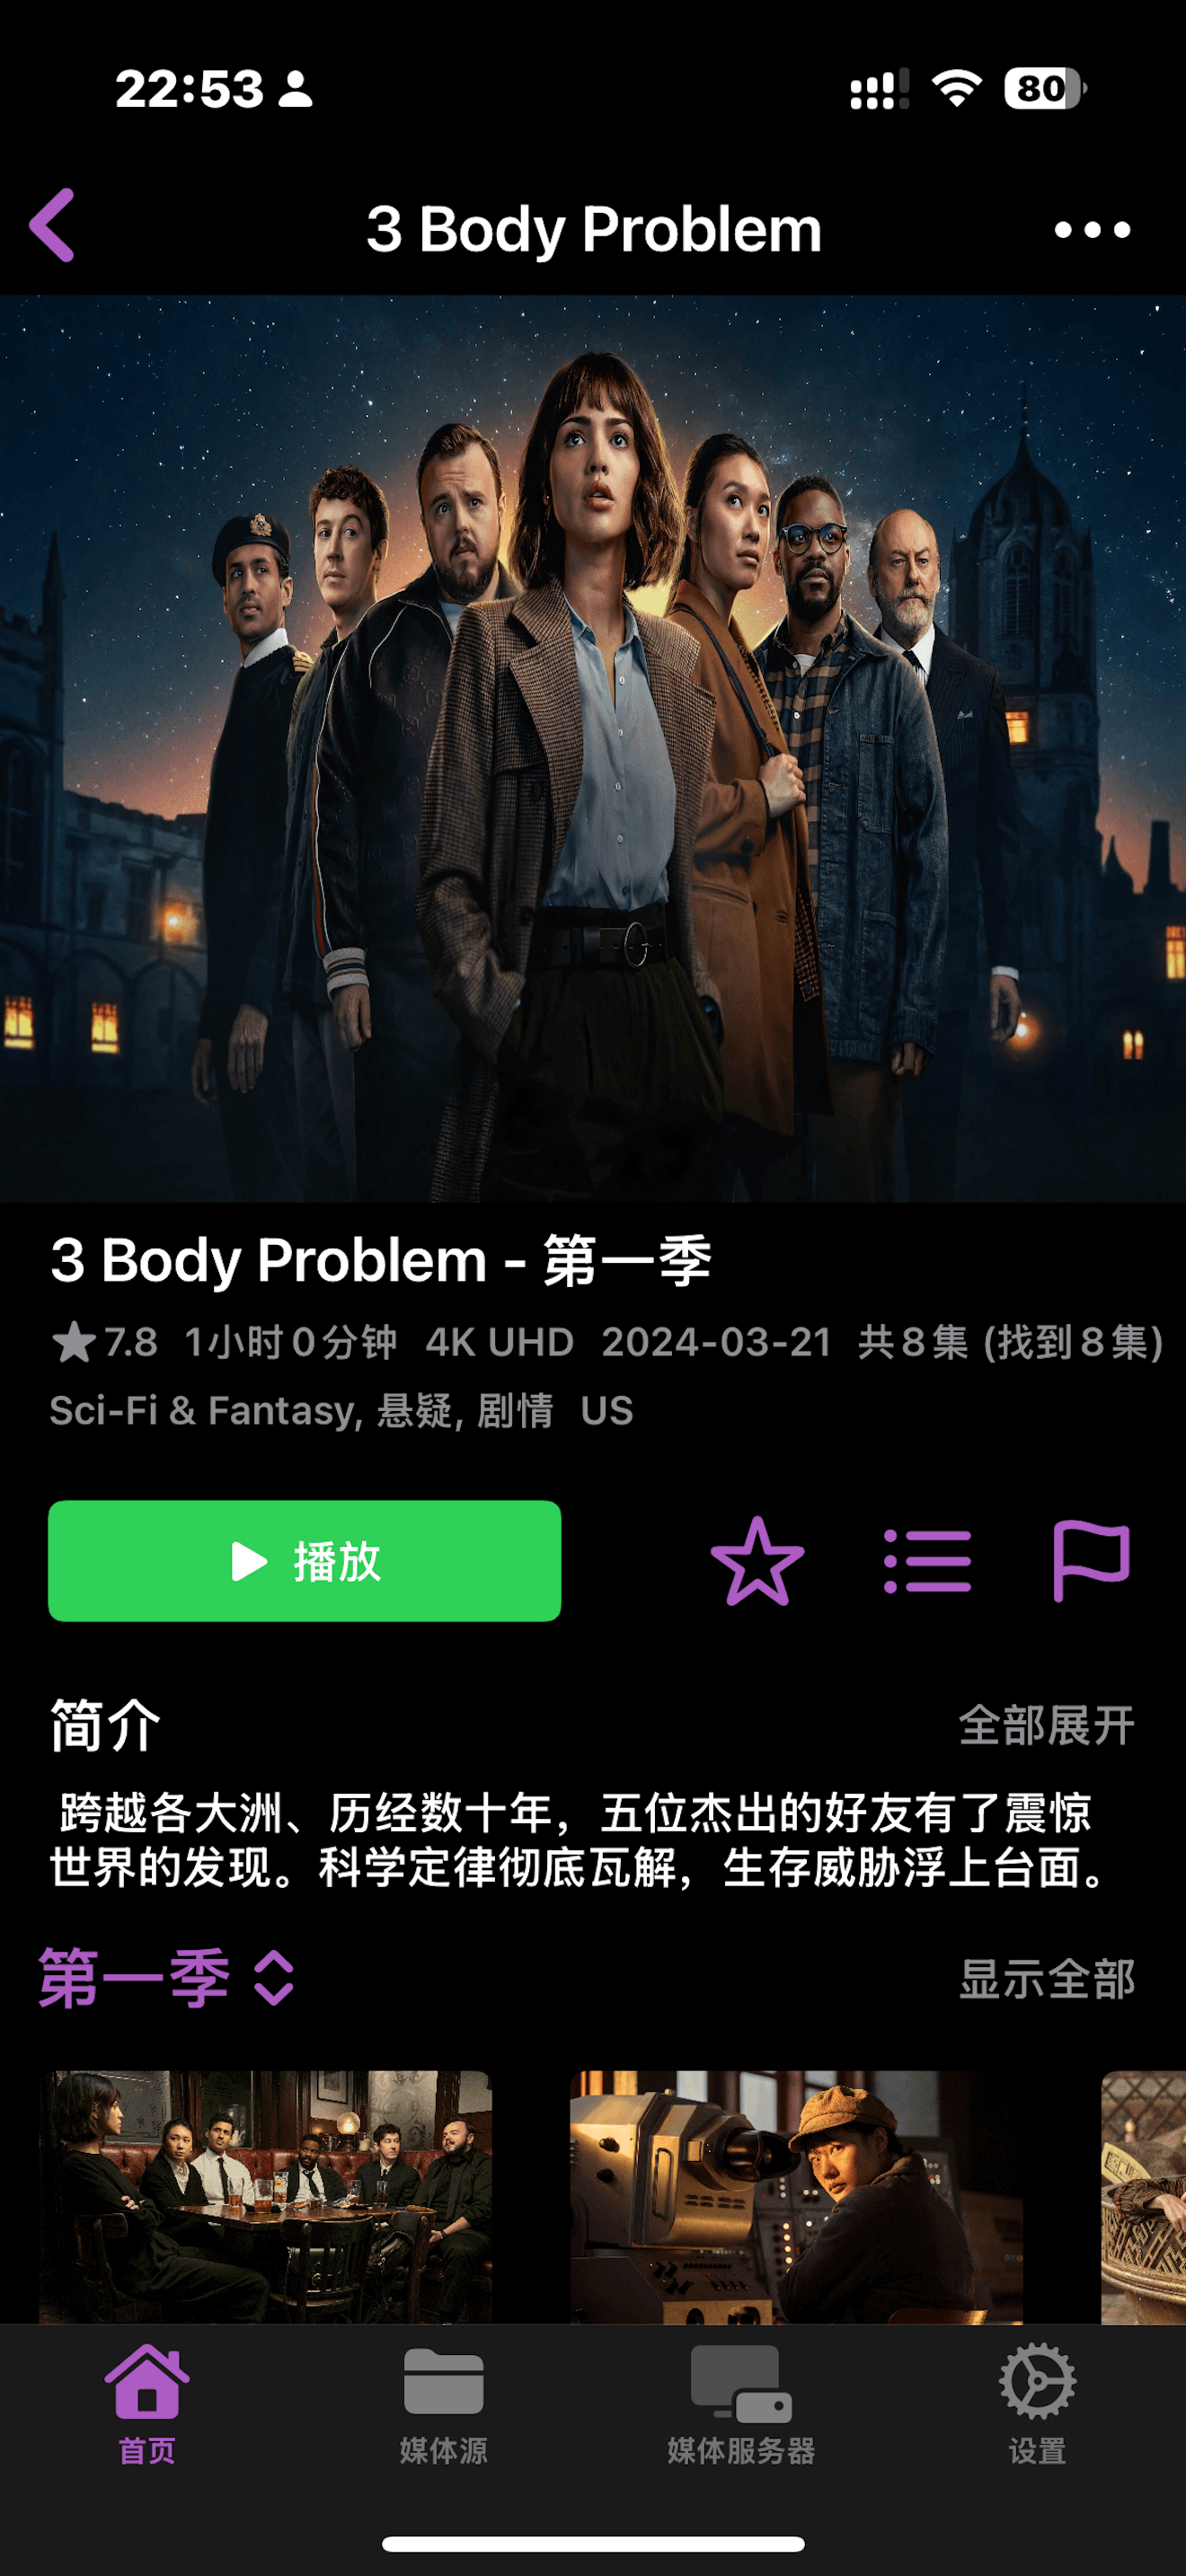 22:53
80
3 Body Problem
3 Body Problem - 第一季
7.8 1小时0分钟 4K UHD 2024-03-21 共8集 (找到8集)
Sci-Fi & Fantasy, 悬疑, 剧情 US
播放
简介 全部展开
跨越各大洲、历经数十年，五位杰出的好友有了震惊
世界的发现。科学定律彻底瓦解，生存威胁浮上台面。
第一季 显示全部
首页 媒体源 媒体服务器 设置